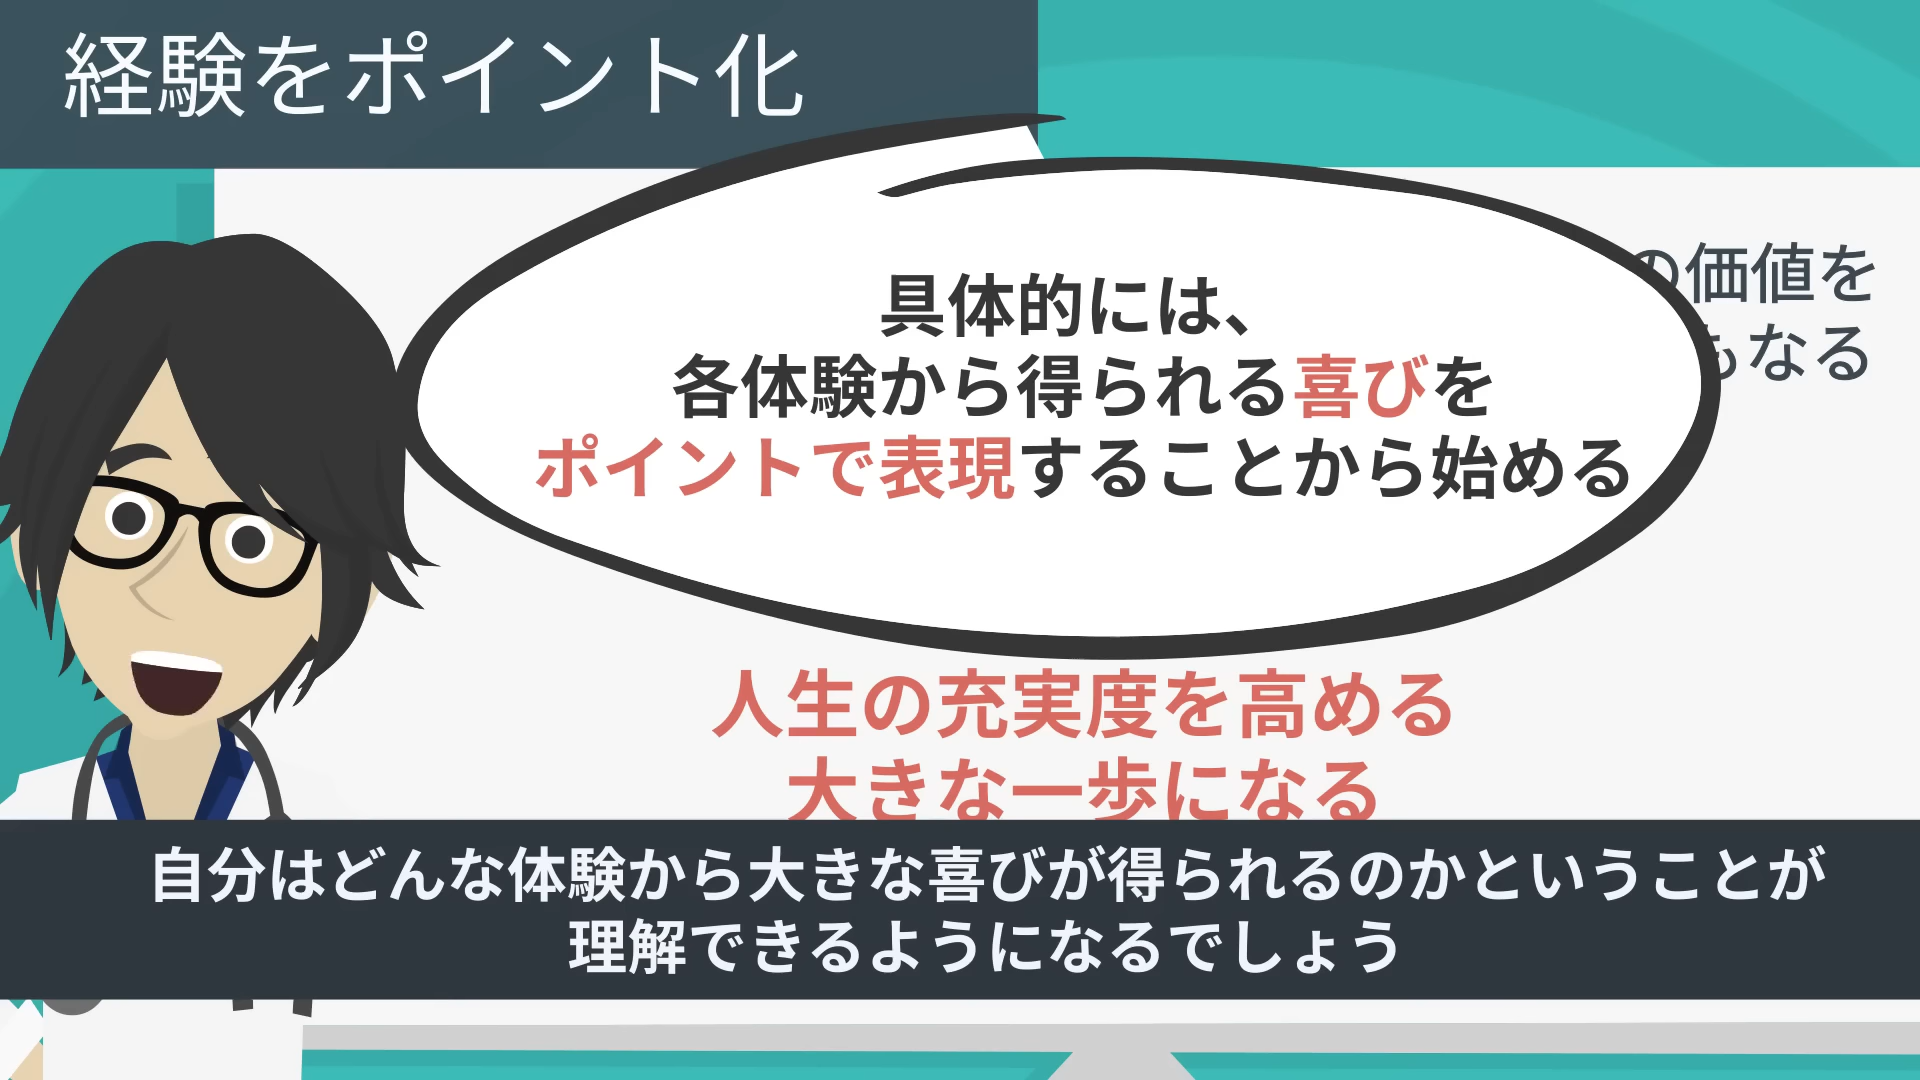 経験をポイント化
の価値を
もなる
具体的には、
各体験から得られる喜びを
ポイントで表現することから始める
人生の充実度を高める
大きな一歩になる
自分はどんな体験から大きな喜びが得られるのかということが
理解できるようになるでしょう